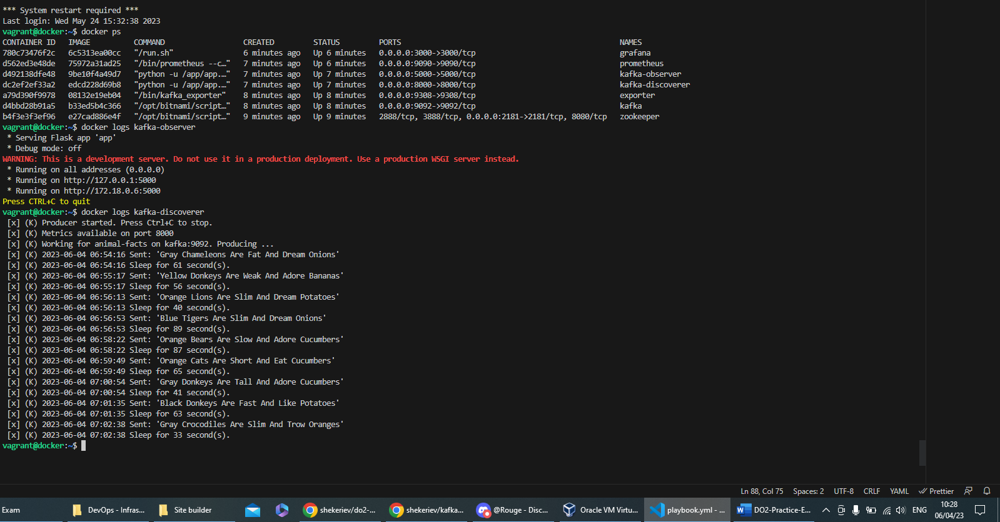 *** System restart required ***
Last login: Wed May 24 15:32:38 2023
vagrant@docker:~$ docker ps
CONTAINER ID   IMAGE          COMMAND                  CREATED         STATUS         PORTS                                                  NAMES
780c73476f2c   6c5313ea00cc   "/run.sh"                6 minutes ago   Up 6 minutes   0.0.0.0:3000->3000/tcp                                 grafana
d562ed3e48de   75972a31ad25   "/bin/prometheus --c…"   7 minutes ago   Up 6 minutes   0.0.0.0:9090->9090/tcp                                 prometheus
d492138dfe48   9be10f4a49d7   "python -u /app/app.…"   7 minutes ago   Up 7 minutes   0.0.0.0:5000->5000/tcp                                 kafka-observer
dc2ef2ef33a2   edcd228d69b8   "python -u /app/app.…"   7 minutes ago   Up 7 minutes   0.0.0.0:8000->8000/tcp                                 kafka-discoverer
a79d390f9978   08132e19eb04   "/bin/kafka_exporter"    8 minutes ago   Up 8 minutes   0.0.0.0:9308->9308/tcp                                 exporter
d4bbd28b91a5   b33ed5b4c366   "/opt/bitnami/script…"   8 minutes ago   Up 8 minutes   0.0.0.0:9092->9092/tcp                                 kafka
b4f3e3f3ef96   e27cad886e4f   "/opt/bitnami/script…"   9 minutes ago   Up 9 minutes   2888/tcp, 3888/tcp, 0.0.0.0:2181->2181/tcp, 8080/tcp   zookeeper
vagrant@docker:~$ docker logs kafka-observer
 * Serving Flask app 'app'
 * Debug mode: off
WARNING: This is a development server. Do not use it in a production deployment. Use a production WSGI server instead.
 * Running on all addresses (0.0.0.0)
 * Running on http://127.0.0.1:5000
 * Running on http://172.18.0.6:5000
Press CTRL+C to quit
vagrant@docker:~$ docker logs kafka-discoverer
 [x] (K) Producer started. Press Ctrl+C to stop.
 [x] (K) Metrics available on port 8000
 [x] (K) Working for animal-facts on kafka:9092. Producing ...
 [x] (K) 2023-06-04 06:54:16 Sent: 'Gray Chameleons Are Fat And Dream Onions'
 [x] (K) 2023-06-04 06:54:16 Sleep for 61 second(s).
 [x] (K) 2023-06-04 06:55:17 Sent: 'Yellow Donkeys Are Weak And Adore Bananas'
 [x] (K) 2023-06-04 06:55:17 Sleep for 56 second(s).
 [x] (K) 2023-06-04 06:56:13 Sent: 'Orange Lions Are Slim And Dream Potatoes'
 [x] (K) 2023-06-04 06:56:13 Sleep for 40 second(s).
 [x] (K) 2023-06-04 06:56:53 Sent: 'Blue Tigers Are Slim And Dream Onions'
 [x] (K) 2023-06-04 06:56:53 Sleep for 89 second(s).
 [x] (K) 2023-06-04 06:58:22 Sent: 'Orange Bears Are Slow And Adore Cucumbers'
 [x] (K) 2023-06-04 06:58:22 Sleep for 87 second(s).
 [x] (K) 2023-06-04 06:59:49 Sent: 'Orange Cats Are Short And Eat Cucumbers'
 [x] (K) 2023-06-04 06:59:49 Sleep for 65 second(s).
 [x] (K) 2023-06-04 07:00:54 Sent: 'Gray Donkeys Are Tall And Adore Cucumbers'
 [x] (K) 2023-06-04 07:00:54 Sleep for 41 second(s).
 [x] (K) 2023-06-04 07:01:35 Sent: 'Black Donkeys Are Fast And Like Potatoes'
 [x] (K) 2023-06-04 07:01:35 Sleep for 63 second(s).
 [x] (K) 2023-06-04 07:02:38 Sent: 'Gray Crocodiles Are Slim And Trow Oranges'
 [x] (K) 2023-06-04 07:02:38 Sleep for 33 second(s).
vagrant@docker:~$
Ln 88, Col 75   Spaces: 2   UTF-8   CRLF   YAML   Prettier
Exam   DevOps - Infras...   Site builder   shekeriev/do2-...   shekeriev/kafka...   @Rouge - Disc...   Oracle VM Virtu...   playbook.yml - ...   DO2-Practice-E...   ENG   10:28
06/04/23